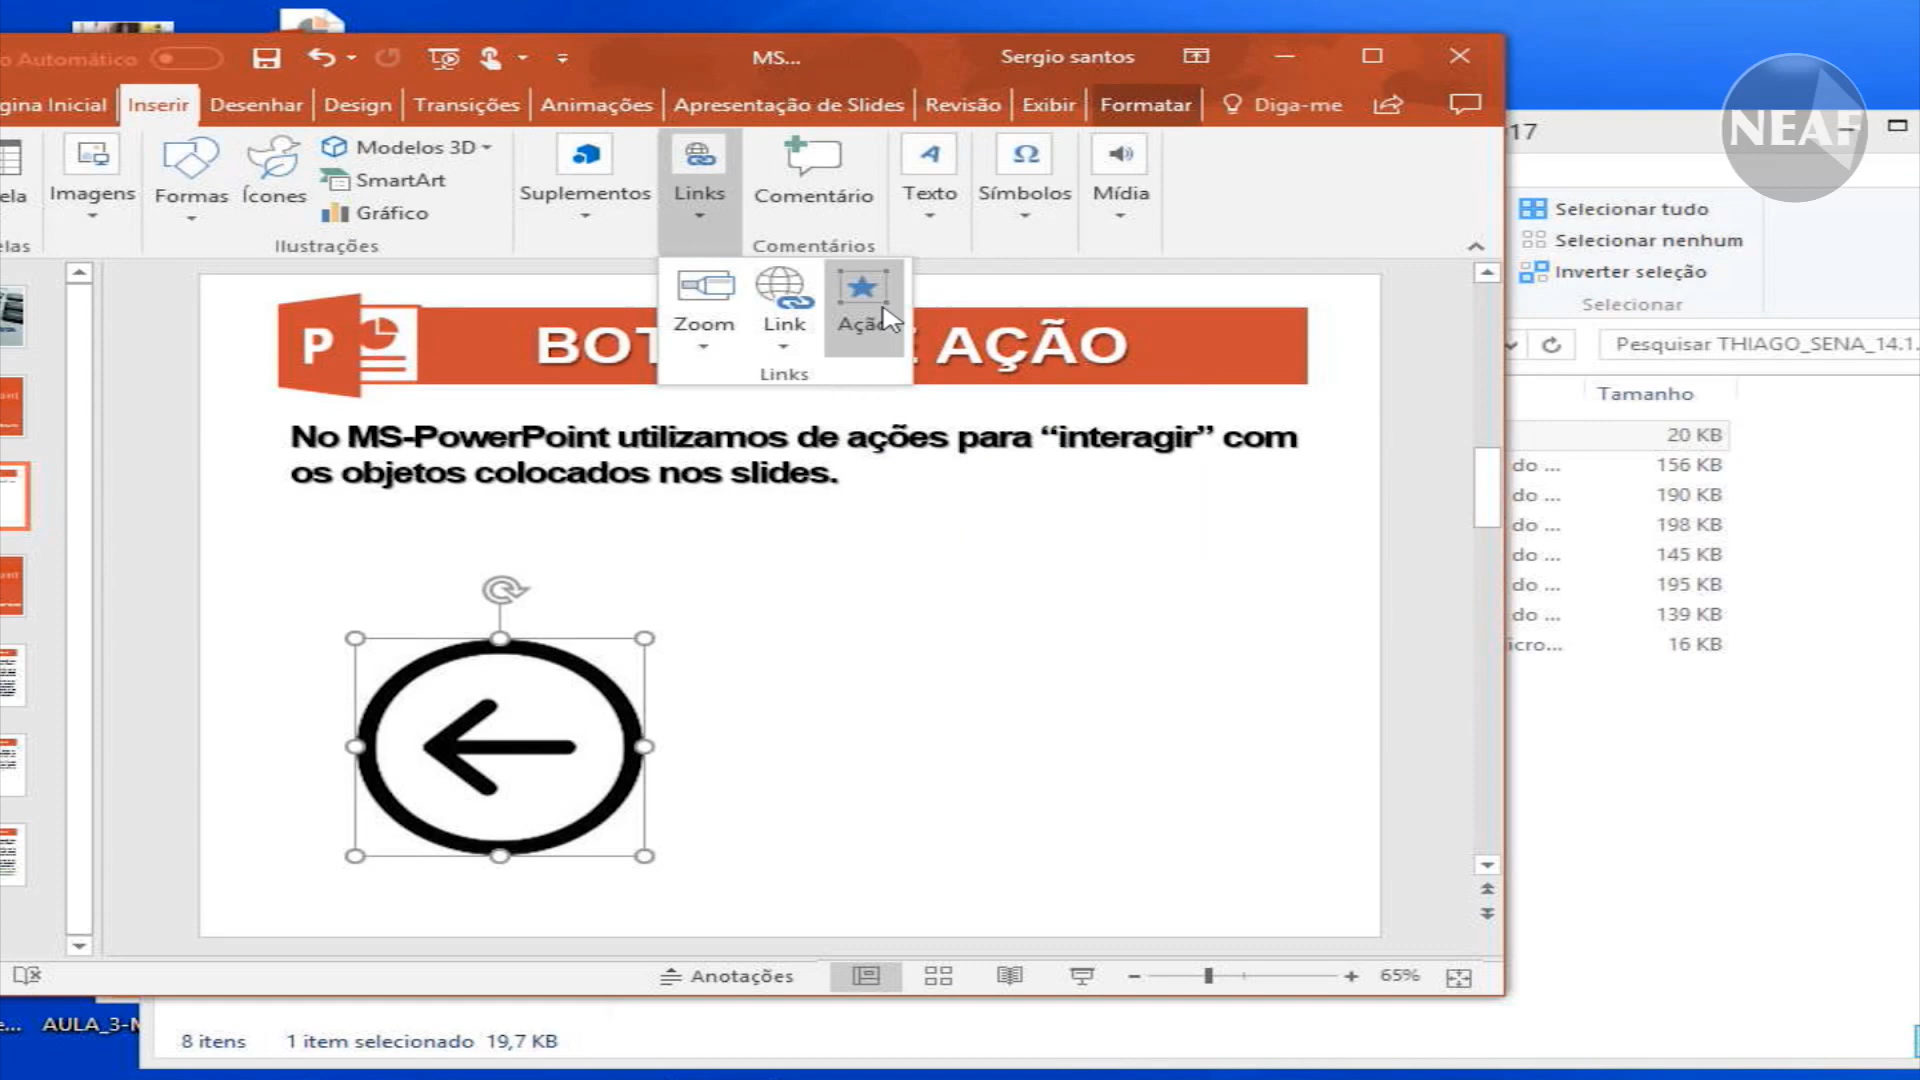 o Automático
MS...
Sergio santos
gina Inicial
Inserir
Desenhar
Design
Transições
Animações
Apresentação de Slides
Revisão
Exibir
Formatar
Diga-me
17
NEAF
ela
Imagens
Formas
Ícones
Modelos 3D
SmartArt
Gráfico
Suplementos
Links
Comentário
Texto
Símbolos
Mídia
elas
Ilustrações
Comentários
Zoom
Link
Ação
Links
Selecionar tudo
Selecionar nenhum
Inverter seleção
Selecionar
Pesquisar THIAGO_SENA_14.1.
Tamanho
P
BOT E AÇÃO
No MS-PowerPoint utilizamos de ações para “interagir” com
os objetos colocados nos slides.
20 KB
do ... 156 KB
do ... 190 KB
do ... 198 KB
do ... 145 KB
do ... 195 KB
do ... 139 KB
icro... 16 KB
Anotações
65%
e... AULA_3-M
8 itens 1 item selecionado 19,7 KB